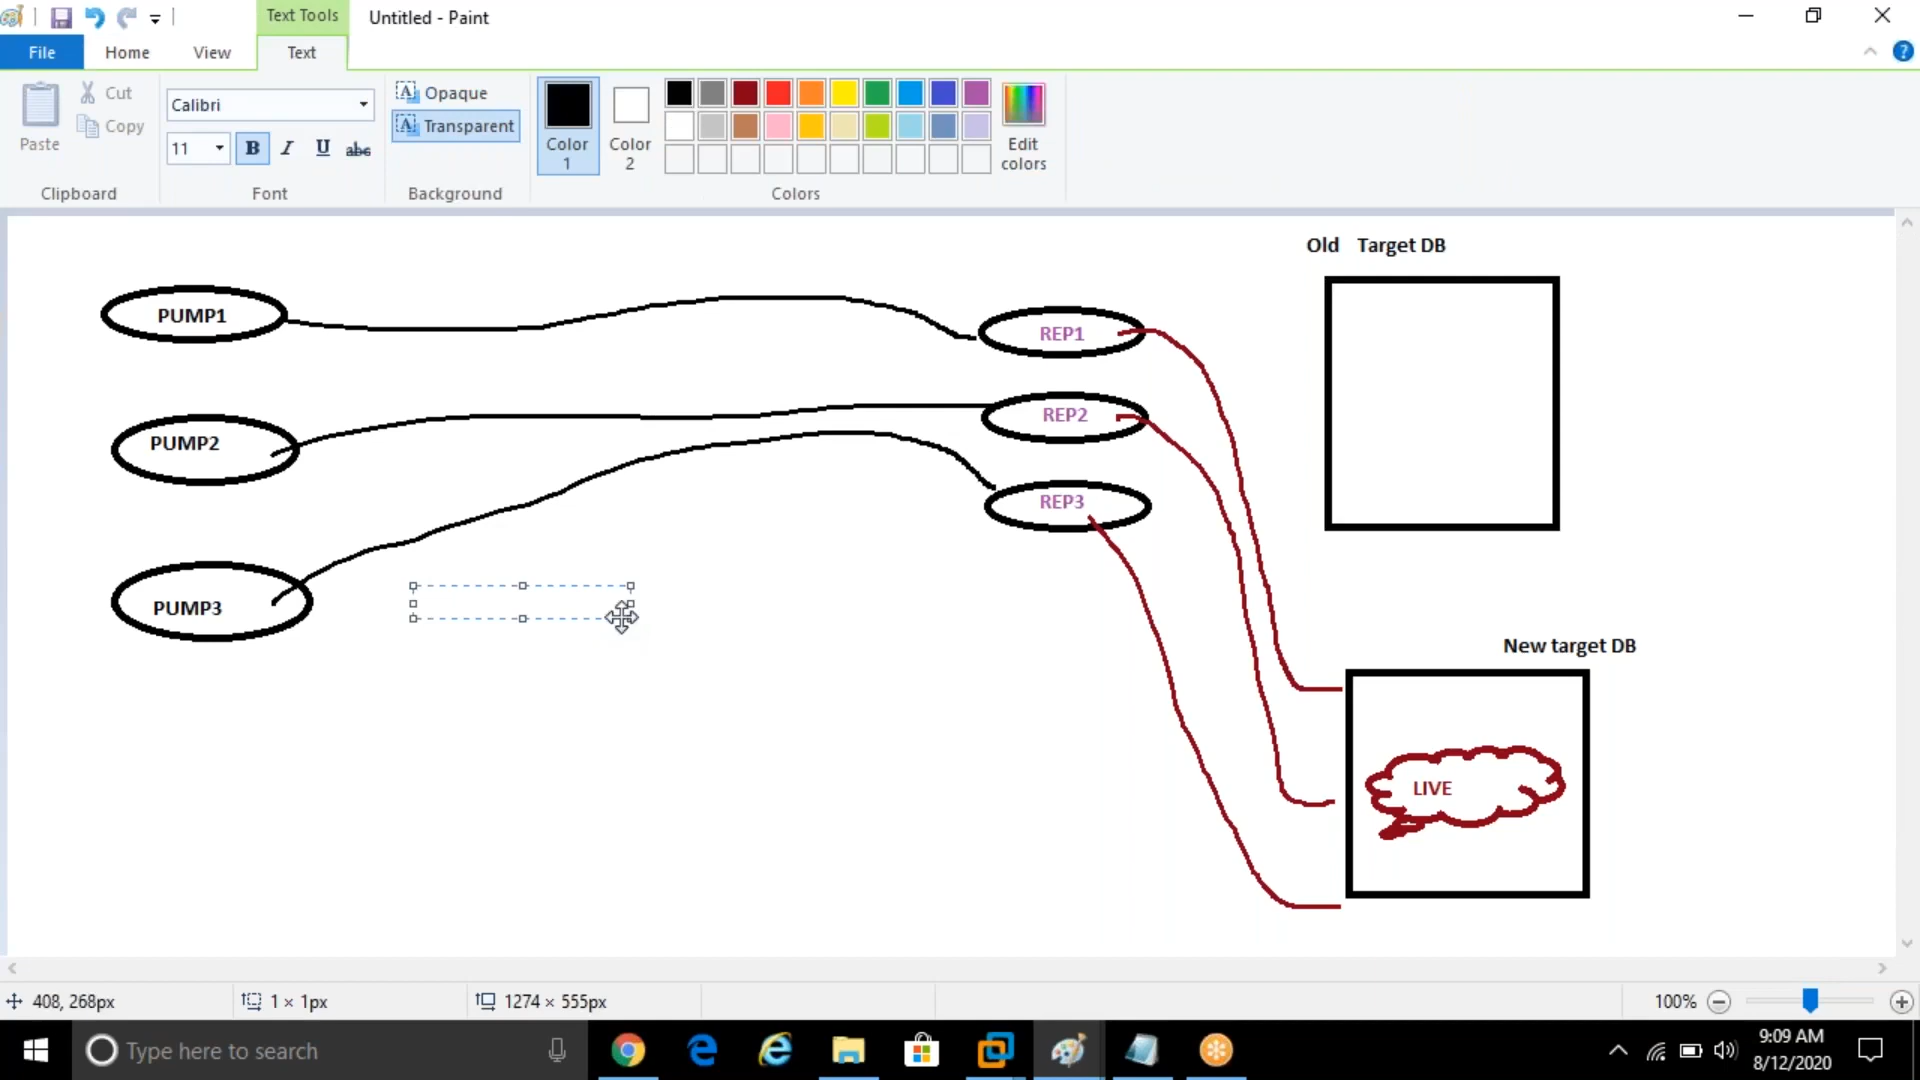 Text Tools
Untitled - Paint
File
Home
View
Text
Paste
Cut
Copy
Clipboard
Calibri
11
B I U abc
Font
Opaque
Transparent
Background
Color 1
Color 2
Edit colors
Colors
Old Target DB
PUMP1
REP1
REP2
PUMP2
REP3
PUMP3
New target DB
LIVE
408, 268px
1 × 1px
1274 × 555px
100%
Type here to search
9:09 AM
8/12/2020